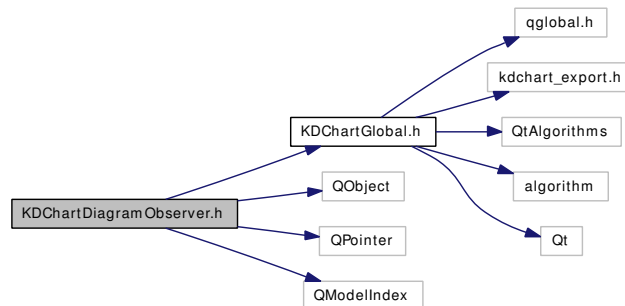 qglobal.h
kdchart_export.h
KDChartGlobal.h
QtAlgorithms
QObject
algorithm
KDChartDiagramObserver.h
QPointer
Qt
QModelIndex